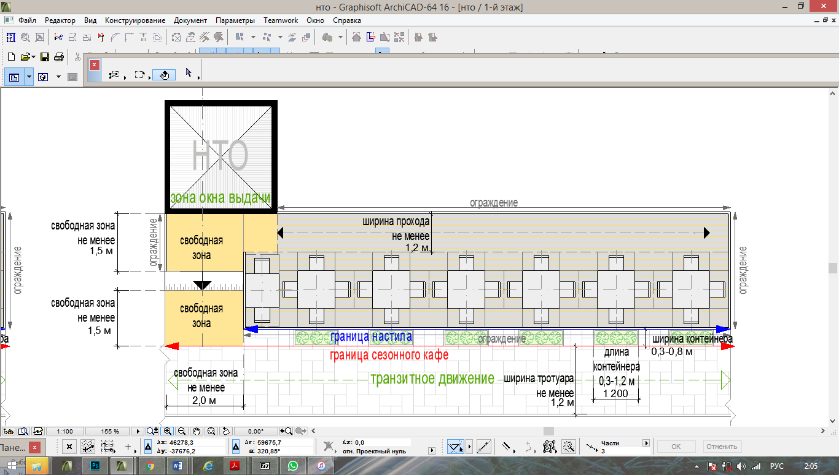 нто - Graphisoft ArchiCAD-64 16 - [нто / 1-й этаж]
Файл Редактор Вид Конструирование Документ Параметры Teamwork Окно Справка
НТО
зона окна выдачи
ограждение
свободная зона
не менее
1,5 м
ограждение
свободная
зона
ширина прохода
не менее
1,2 м
ограждение
ограждение
свободная зона
не менее
1,5 м
свободная
зона
граница настила
ограждение
ширина контейнера
0,3-0,8 м
граница сезонного кафе
свободная зона
не менее
2,0 м
транзитное движение
ширина тротуара
не менее
1,2 м
длина
контейнера
0,3-1,2 м
1 200
1:100
155 %
0,00°
Пане...
Δx: 46278,3
Δy: -37676,2
Δr: 59675,7
α: 320,85°
Δz: 0,0
отн. Проектный нуль
Части
3
ОК
Отменить
РУС
2:05